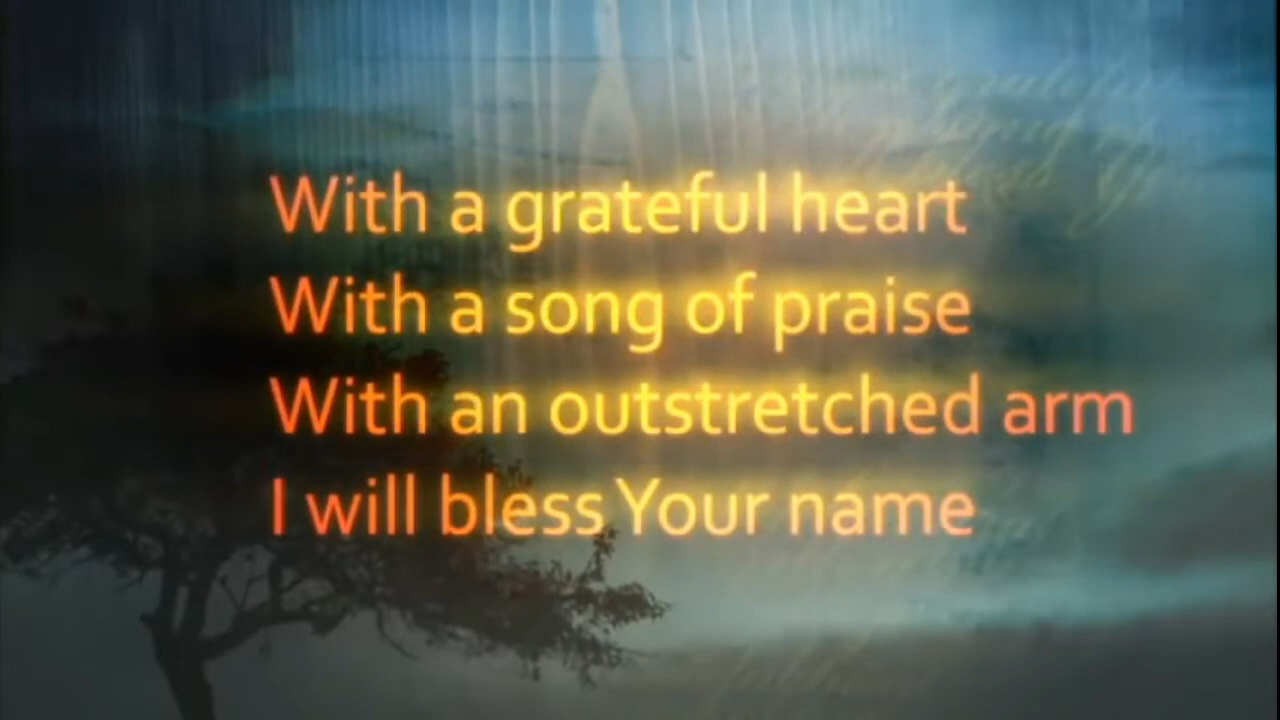 With a grateful heart
With a song of praise
With an outstretched arm
I will bless Your name